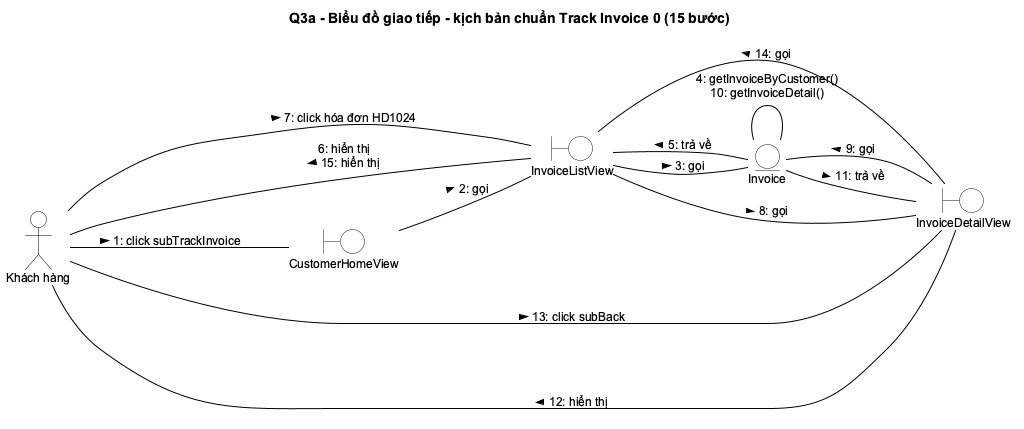 Q3a - Biểu đồ giao tiếp - kịch bản chuẩn Track Invoice 0 (15 bước)
14: gọi
4: getInvoiceByCustomer()
10: getInvoiceDetail()
7: click hóa đơn HD1024
6: hiển thị
15: hiển thị
5: trả về
9: gọi
3: gọi
11: trả về
InvoiceListView
Invoice
2: gọi
8: gọi
InvoiceDetailView
1: click subTrackInvoice
CustomerHomeView
Khách hàng
13: click subBack
12: hiển thị